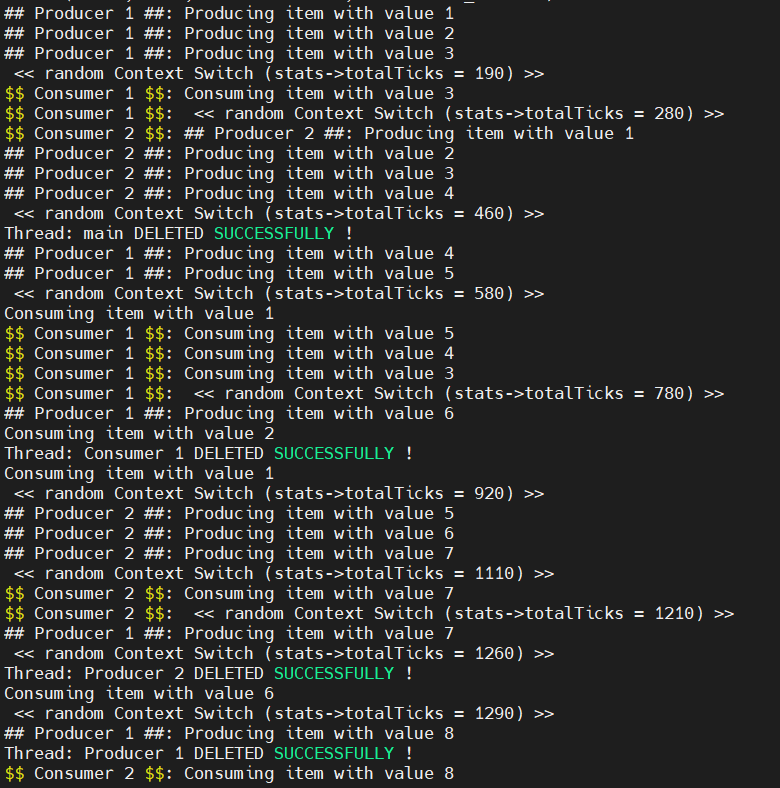 ## Producer 1 ##: Producing item with value 1
## Producer 1 ##: Producing item with value 2
## Producer 1 ##: Producing item with value 3
 << random Context Switch (stats->totalTicks = 190) >>
$$ Consumer 1 $$: Consuming item with value 3
$$ Consumer 1 $$:  << random Context Switch (stats->totalTicks = 280) >>
$$ Consumer 2 $$: ## Producer 2 ##: Producing item with value 1
## Producer 2 ##: Producing item with value 2
## Producer 2 ##: Producing item with value 3
## Producer 2 ##: Producing item with value 4
 << random Context Switch (stats->totalTicks = 460) >>
Thread: main DELETED SUCCESSFULLY !
## Producer 1 ##: Producing item with value 4
## Producer 1 ##: Producing item with value 5
 << random Context Switch (stats->totalTicks = 580) >>
Consuming item with value 1
$$ Consumer 1 $$: Consuming item with value 5
$$ Consumer 1 $$: Consuming item with value 4
$$ Consumer 1 $$: Consuming item with value 3
$$ Consumer 1 $$:  << random Context Switch (stats->totalTicks = 780) >>
## Producer 1 ##: Producing item with value 6
Consuming item with value 2
Thread: Consumer 1 DELETED SUCCESSFULLY !
Consuming item with value 1
 << random Context Switch (stats->totalTicks = 920) >>
## Producer 2 ##: Producing item with value 5
## Producer 2 ##: Producing item with value 6
## Producer 2 ##: Producing item with value 7
 << random Context Switch (stats->totalTicks = 1110) >>
$$ Consumer 2 $$: Consuming item with value 7
$$ Consumer 2 $$:  << random Context Switch (stats->totalTicks = 1210) >>
## Producer 1 ##: Producing item with value 7
 << random Context Switch (stats->totalTicks = 1260) >>
Thread: Producer 2 DELETED SUCCESSFULLY !
Consuming item with value 6
 << random Context Switch (stats->totalTicks = 1290) >>
## Producer 1 ##: Producing item with value 8
Thread: Producer 1 DELETED SUCCESSFULLY !
$$ Consumer 2 $$: Consuming item with value 8